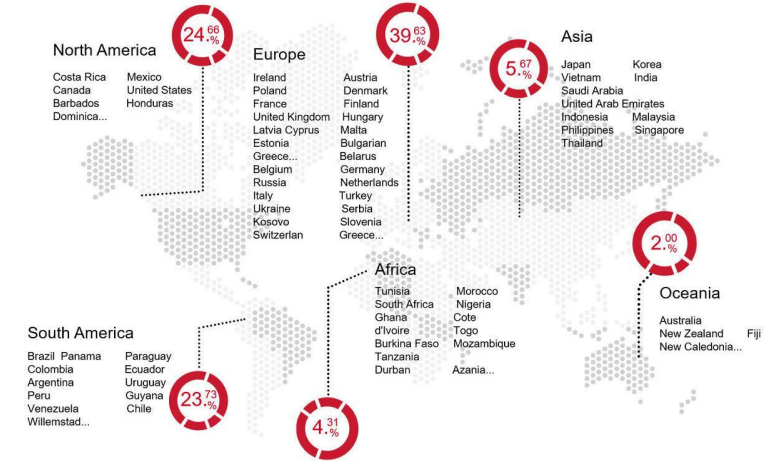 24.66%
North America
Costa Rica Mexico
Canada United States
Barbados Honduras
Dominica...
39.63%
Europe
Ireland Austria
Poland Denmark
France Finland
United Kingdom Hungary
Latvia Cyprus Malta
Estonia Bulgarian
Greece... Belarus
Belgium Germany
Russia Netherlands
Italy Turkey
Ukraine Serbia
Kosovo Slovenia
Switzerlan Greece...
5.67%
Asia
Japan Korea
Vietnam India
Saudi Arabia
United Arab Emirates
Indonesia Malaysia
Philippines Singapore
Thailand
2.00%
Oceania
Australia
New Zealand Fiji
New Caledonia...
Africa
Tunisia Morocco
South Africa Nigeria
Ghana Cote
d'Ivoire Togo
Burkina Faso Mozambique
Tanzania
Durban Azania...
4.31%
South America
Brazil Panama Paraguay
Colombia Ecuador
Argentina Uruguay
Peru Guyana
Venezuela Chile
Willemstad...
23.73%